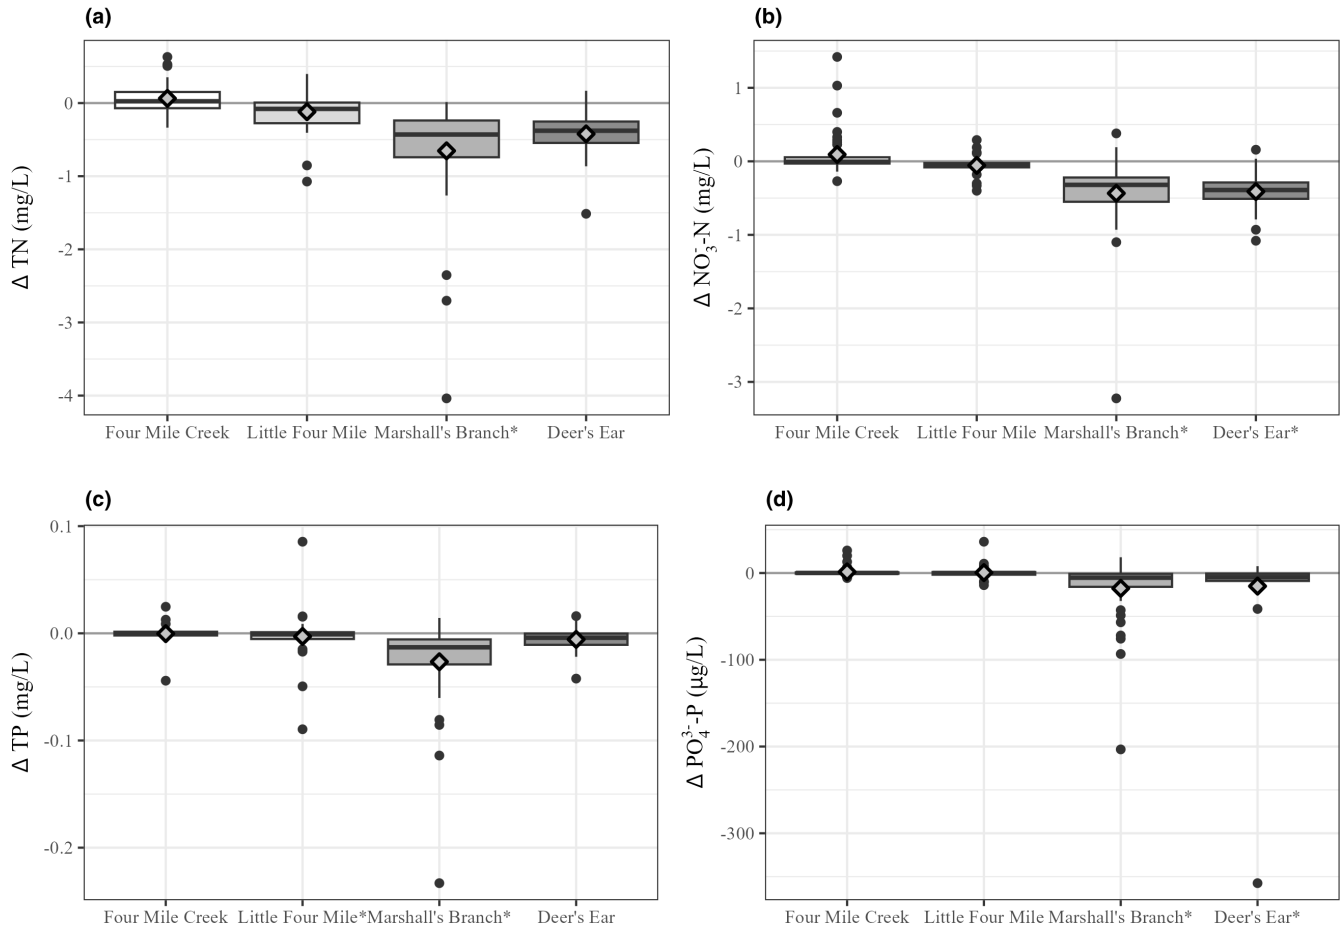 (a)
Δ TN (mg/L)
0
-1
-2
-3
-4
Four Mile Creek Little Four Mile Marshall's Branch* Deer's Ear
(b)
Δ NO₃⁻-N (mg/L)
1
0
-1
-2
-3
Four Mile Creek Little Four Mile Marshall's Branch* Deer's Ear*
(c)
Δ TP (mg/L)
0.1
0.0
-0.1
-0.2
Four Mile Creek Little Four Mile* Marshall's Branch* Deer's Ear
(d)
Δ PO₄³⁻-P (µg/L)
0
-100
-200
-300
Four Mile Creek Little Four Mile Marshall's Branch* Deer's Ear*